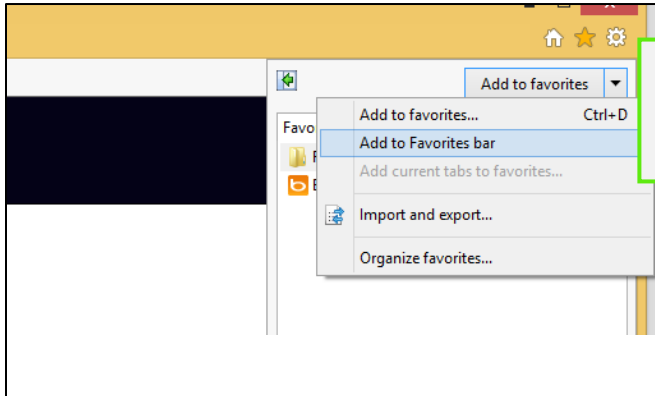 Add to favorites
Add to favorites... Ctrl+D
Favo
Add to Favorites bar
Add current tabs to favorites...
Import and export...
Organize favorites...